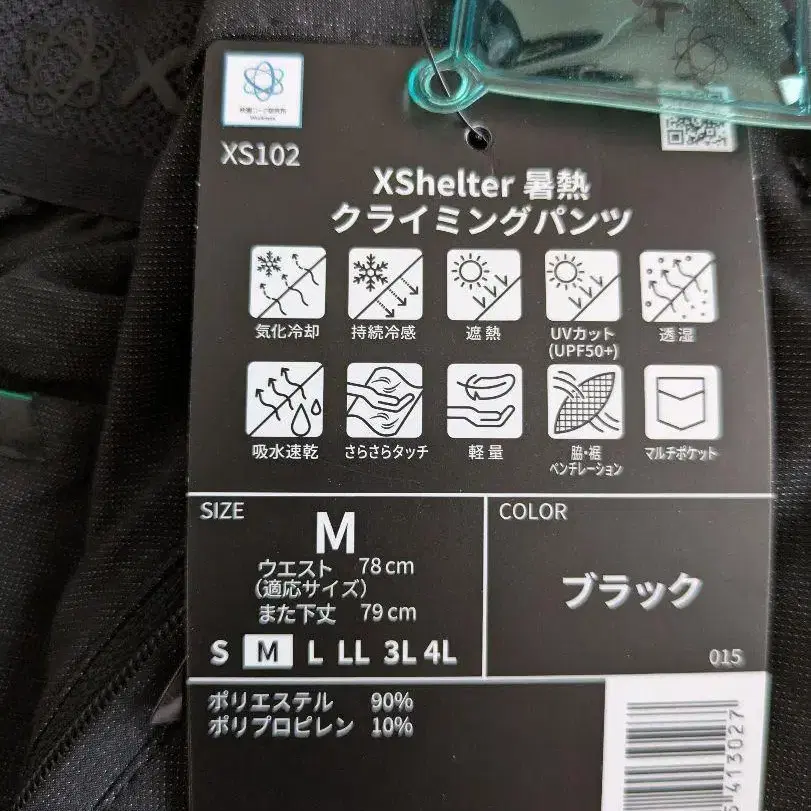 XS102
XShelter 暑熱
クライミングパンツ
気化冷却
持続冷感
遮熱
UVカット
(UPF50+)
透湿
吸水速乾
さらさらタッチ
軽量
脇・裾
ベンチレーション
マルチポケット
SIZE
M
ウエスト 78cm
(適応サイズ)
また下丈 79cm
S M L LL 3L 4L
COLOR
ブラック
015
ポリエステル 90%
ポリプロピレン 10%
413027